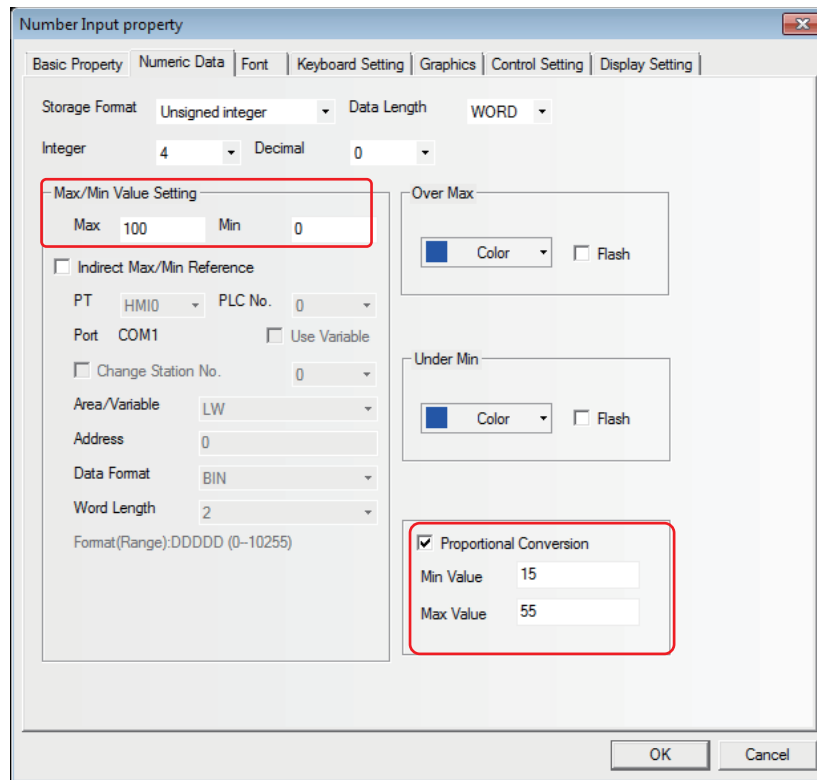 Number Input property
Basic Property Numeric Data Font Keyboard Setting Graphics Control Setting Display Setting
Storage Format Unsigned integer Data Length WORD
Integer 4 Decimal 0
Max/Min Value Setting
Max 100 Min 0
Indirect Max/Min Reference
PT HMI0 PLC No. 0
Port COM1 Use Variable
Change Station No. 0
Area/Variable LW
Address 0
Data Format BIN
Word Length 2
Format(Range):DDDDD (0--10255)
Over Max
Color Flash
Under Min
Color Flash
Proportional Conversion
Min Value 15
Max Value 55
OK Cancel